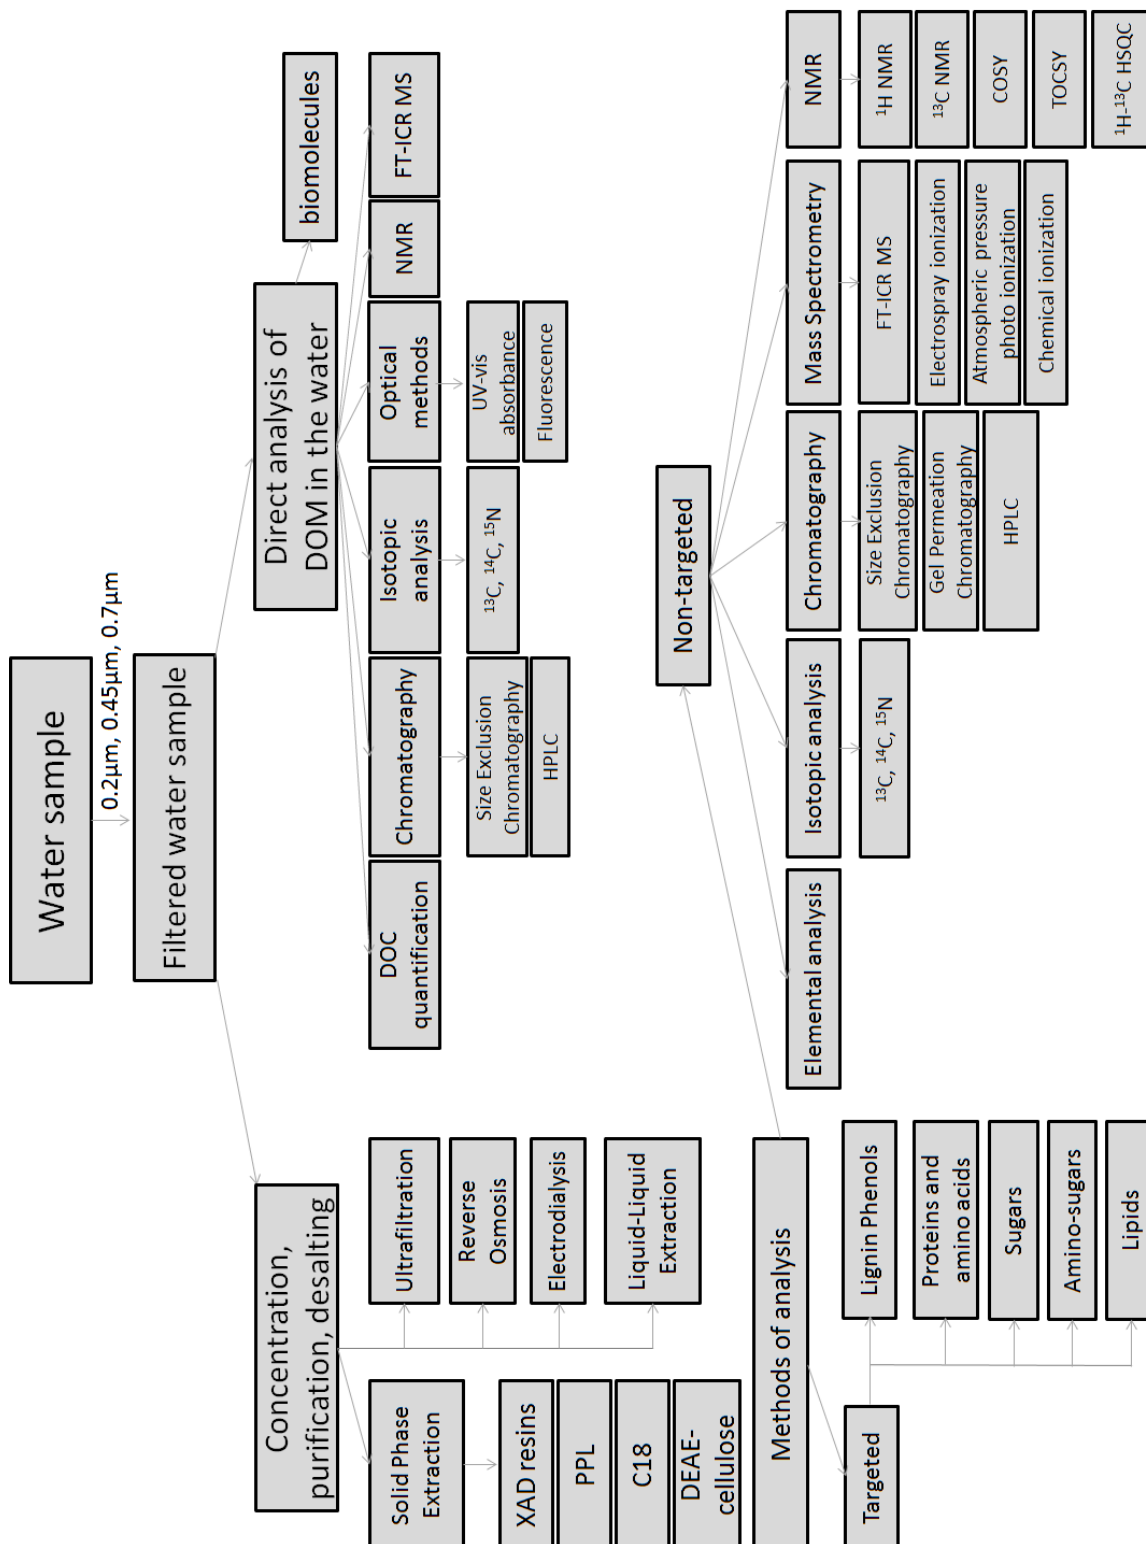 Water sample
0.2µm, 0.45µm, 0.7µm
Filtered water sample
Concentration,
purification, desalting
Direct analysis of
DOM in the water
biomolecules
Solid Phase
Extraction
XAD resins
PPL
C18
DEAE-
cellulose
Ultrafiltration
Reverse
Osmosis
Electrodialysis
Liquid-Liquid
Extraction
DOC
quantification
Chromatography
Size Exclusion
Chromatography
HPLC
Isotopic
analysis
¹³C, ¹⁴C, ¹⁵N
Optical
methods
UV-vis
absorbance
Fluorescence
NMR
FT-ICR MS
Methods of analysis
Targeted
Lignin Phenols
Proteins and
amino acids
Sugars
Amino-sugars
Lipids
Non-targeted
Elemental analysis
Isotopic analysis
¹³C, ¹⁴C, ¹⁵N
Chromatography
Size Exclusion
Chromatography
Gel Permeation
Chromatography
HPLC
Mass Spectrometry
FT-ICR MS
Electrospray ionization
Atmospheric pressure
photo ionization
Chemical ionization
NMR
¹H NMR
¹³C NMR
COSY
TOCSY
¹H-¹³C HSQC